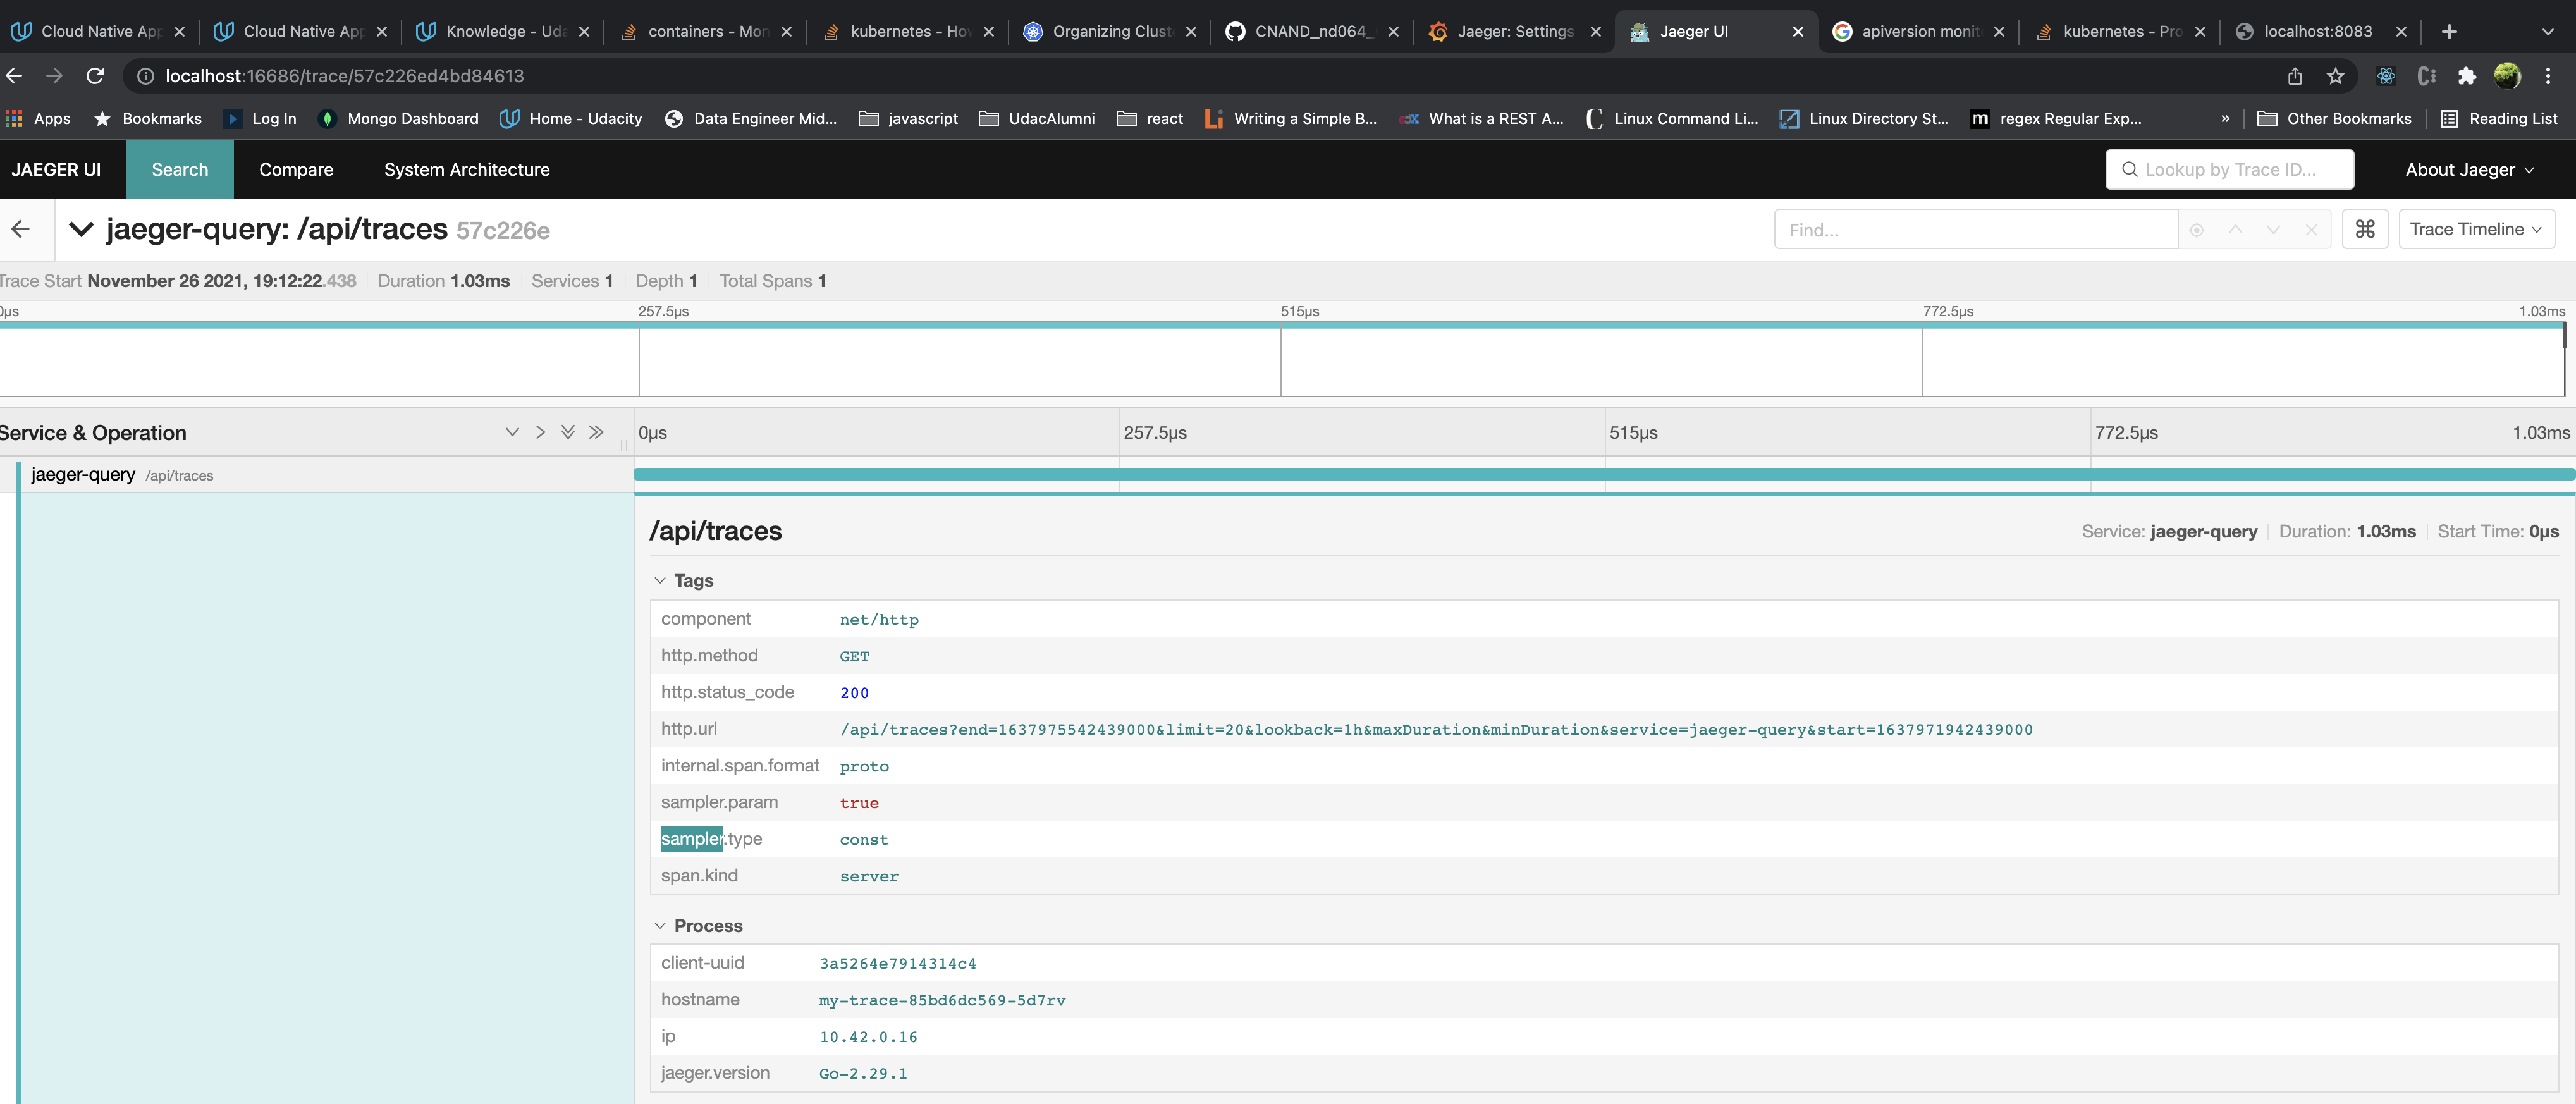 Cloud Native App Cloud Native App Knowledge - Uda containers - Mon kubernetes - How Organizing Cluste CNAND_nd064_ Jaeger: Settings Jaeger UI apiversion monit kubernetes - Pro localhost:8083
localhost:16686/trace/57c226ed4bd84613
Apps Bookmarks Log In Mongo Dashboard Home - Udacity Data Engineer Mid... javascript UdacAlumni react Writing a Simple B... What is a REST A... Linux Command Li... Linux Directory St... regex Regular Exp... » Other Bookmarks Reading List
JAEGER UI Search Compare System Architecture Lookup by Trace ID... About Jaeger
jaeger-query: /api/traces 57c226e Find... ⌘ Trace Timeline
Trace Start November 26 2021, 19:12:22.438 Duration 1.03ms Services 1 Depth 1 Total Spans 1
0μs 257.5μs 515μs 772.5μs 1.03ms
Service & Operation 0μs 257.5μs 515μs 772.5μs 1.03ms
jaeger-query /api/traces
/api/traces Service: jaeger-query Duration: 1.03ms Start Time: 0μs
Tags
component net/http
http.method GET
http.status_code 200
http.url /api/traces?end=1637975542439000&limit=20&lookback=1h&maxDuration&minDuration&service=jaeger-query&start=1637971942439000
internal.span.format proto
sampler.param true
sampler.type const
span.kind server
Process
client-uuid 3a5264e7914314c4
hostname my-trace-85bd6dc569-5d7rv
ip 10.42.0.16
jaeger.version Go-2.29.1